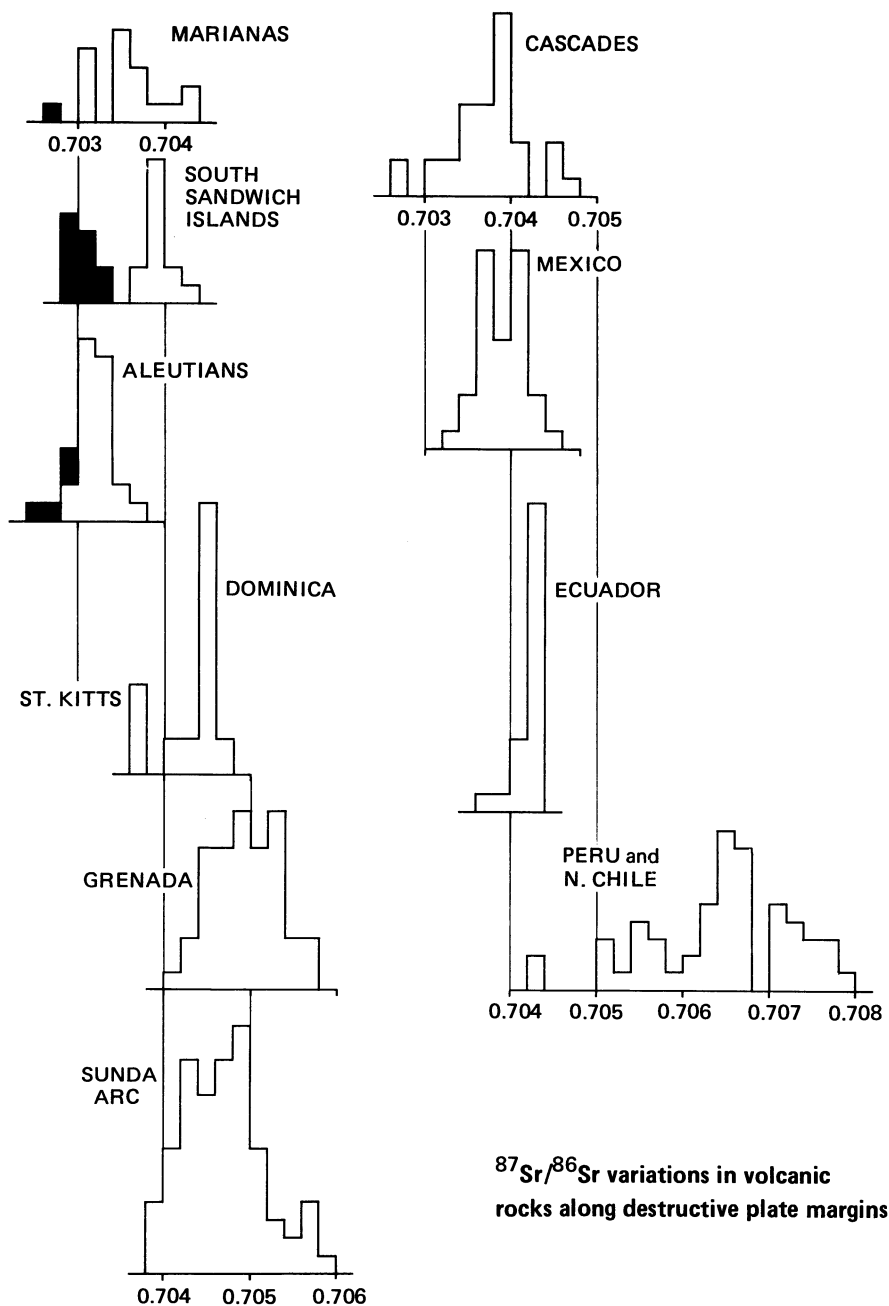 MARIANAS
0.703 0.704
SOUTH
SANDWICH
ISLANDS
ALEUTIANS
DOMINICA
ST. KITTS
GRENADA
SUNDA
ARC
0.704 0.705 0.706
CASCADES
0.703 0.704 0.705
MEXICO
ECUADOR
PERU and
N. CHILE
0.704 0.705 0.706 0.707 0.708
87Sr/86Sr variations in volcanic
rocks along destructive plate margins